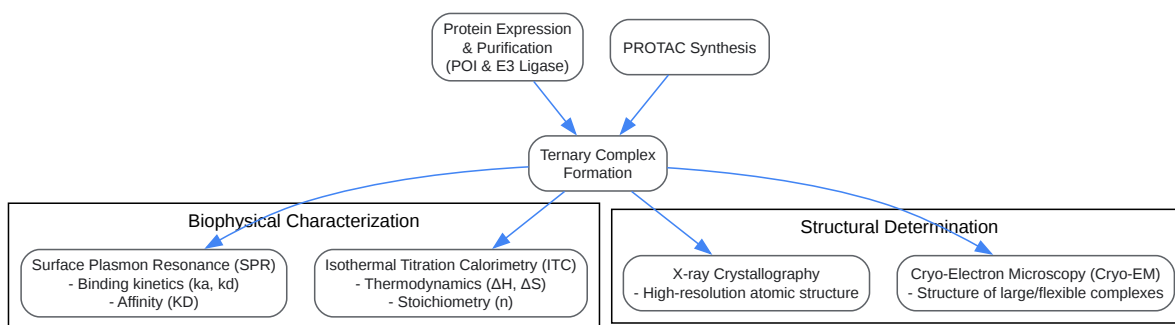 Protein Expression
& Purification
(POI & E3 Ligase)
PROTAC Synthesis
Ternary Complex
Formation
Biophysical Characterization
Surface Plasmon Resonance (SPR)
- Binding kinetics (ka, kd)
- Affinity (KD)
Isothermal Titration Calorimetry (ITC)
- Thermodynamics (ΔH, ΔS)
- Stoichiometry (n)
Structural Determination
X-ray Crystallography
- High-resolution atomic structure
Cryo-Electron Microscopy (Cryo-EM)
- Structure of large/flexible complexes